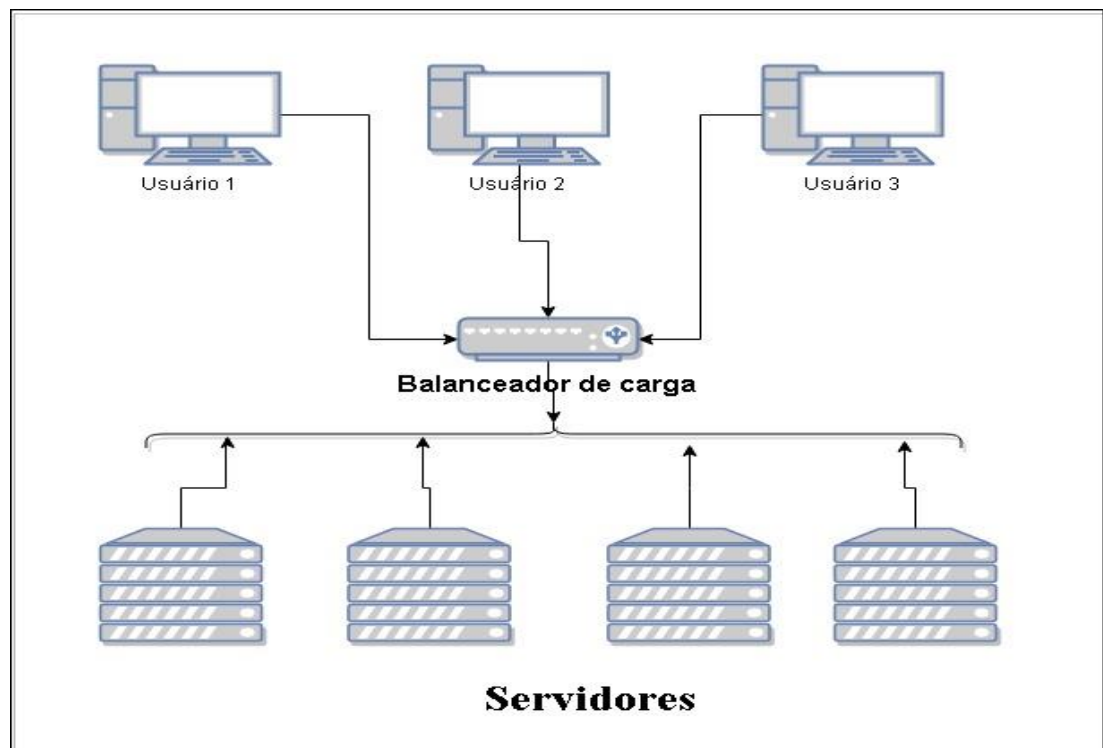 Usuário 1
Usuário 2
Usuário 3
Balanceador de carga
Servidores